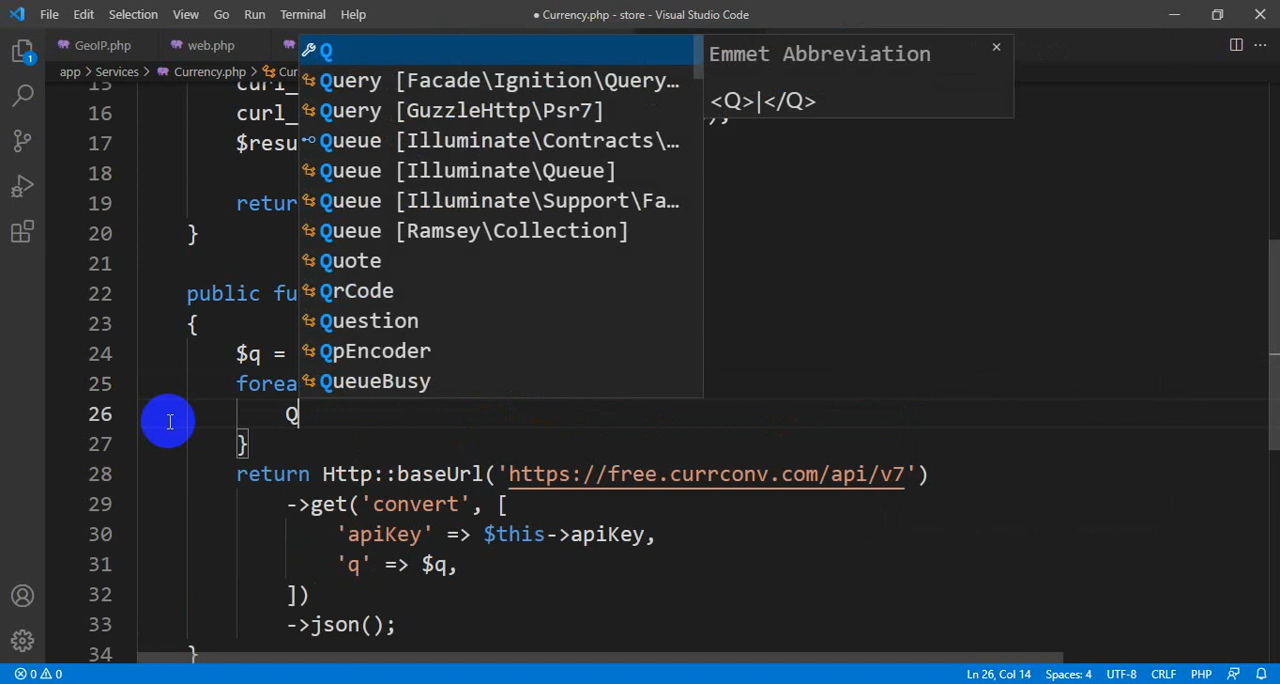 File Edit Selection View Go Run Terminal Help ● Currency.php - store - Visual Studio Code
GeoIP.php web.php
app > Services > Currency.php >
15
16
17 $resu
18
19 retur
20 }
21
22 public fu
23 {
24 $q =
25 forea
26 Q
27 }
28 return Http::baseUrl('https://free.currconv.com/api/v7')
29 ->get('convert', [
30 'apiKey' => $this->apiKey,
31 'q' => $q,
32 ])
33 ->json();
34 }
Q
Query [Facade\Ignition\Query...
Query [GuzzleHttp\Psr7]
Queue [Illuminate\Contracts\...
Queue [Illuminate\Queue]
Queue [Illuminate\Support\Fa...
Queue [Ramsey\Collection]
Quote
QrCode
Question
QpEncoder
QueueBusy
Emmet Abbreviation
<Q>|</Q>
1
0 0 Ln 26, Col 14 Spaces: 4 UTF-8 CRLF PHP